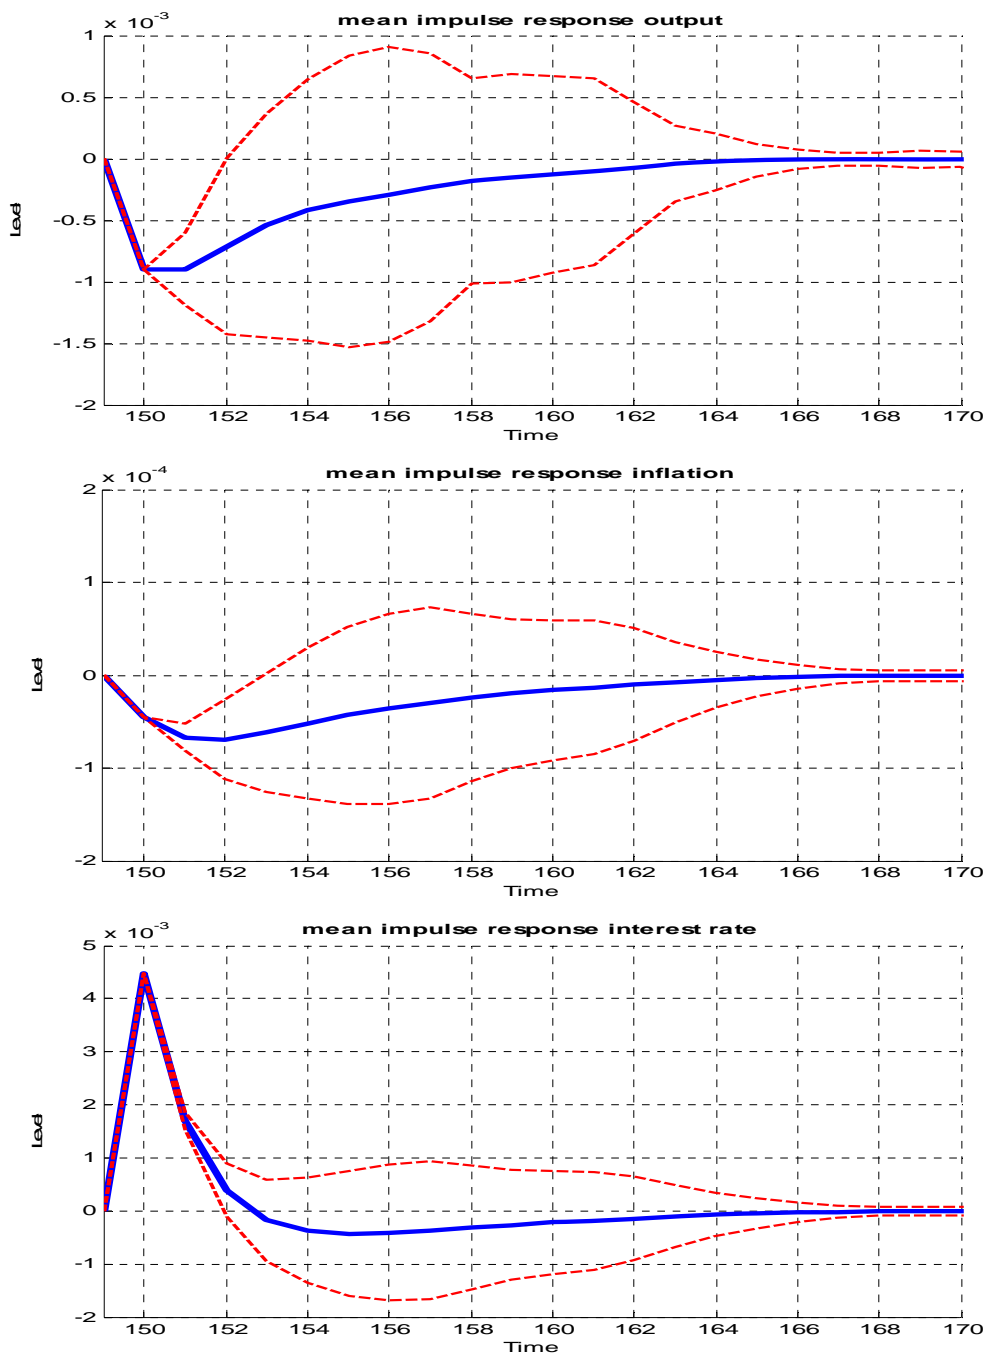 mean impulse response output
x 10-3
1
0.5
0
-0.5
-1
-1.5
-2
Level
150 152 154 156 158 160 162 164 166 168 170
Time
mean impulse response inflation
x 10-4
2
1
0
-1
-2
Level
150 152 154 156 158 160 162 164 166 168 170
Time
mean impulse response interest rate
x 10-3
5
4
3
2
1
0
-1
-2
Level
150 152 154 156 158 160 162 164 166 168 170
Time